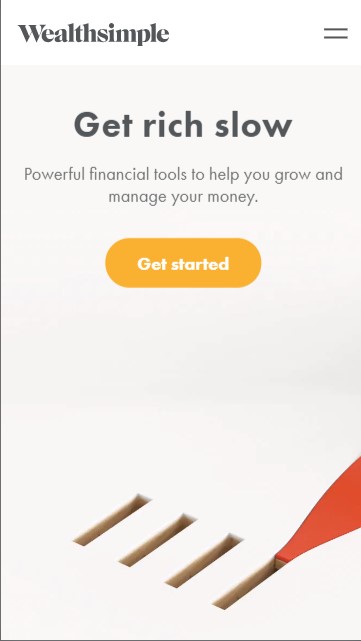 Wealthsimple
Get rich slow
Powerful financial tools to help you grow and
manage your money.
Get started